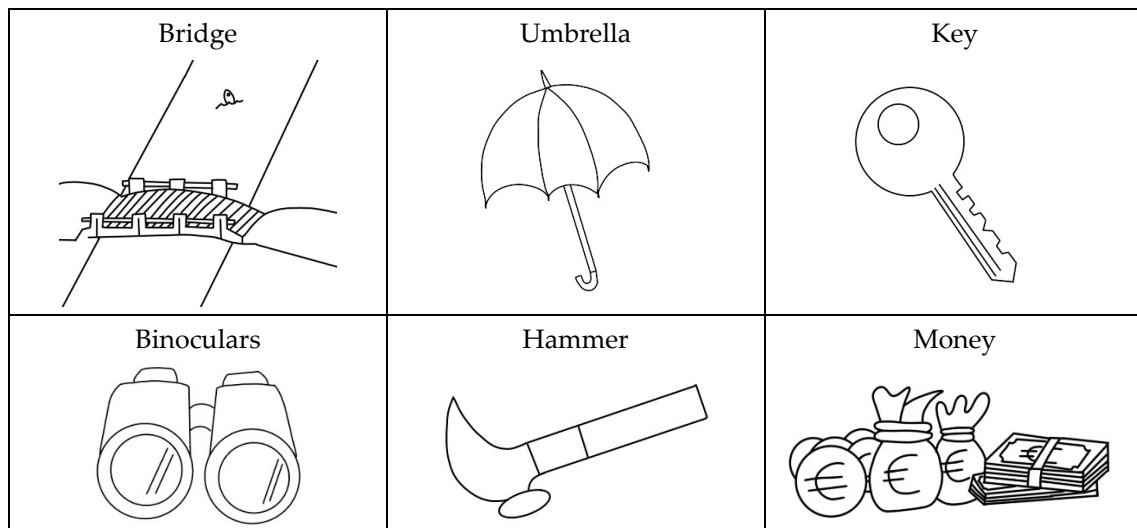 Bridge
Umbrella
Key
Binoculars
Hammer
Money
€
€
€
€